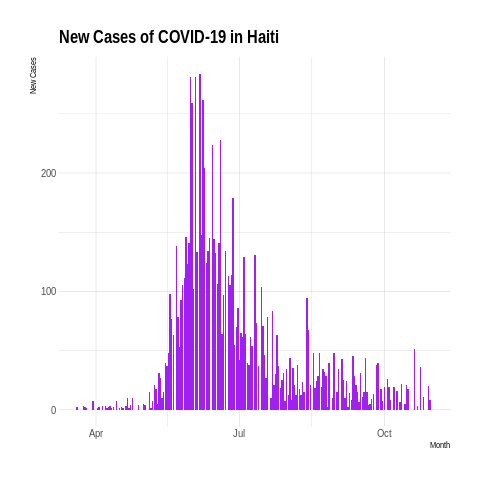 New Cases of COVID-19 in Haiti
New Cases
200
100
0
Apr Jul Oct
Month